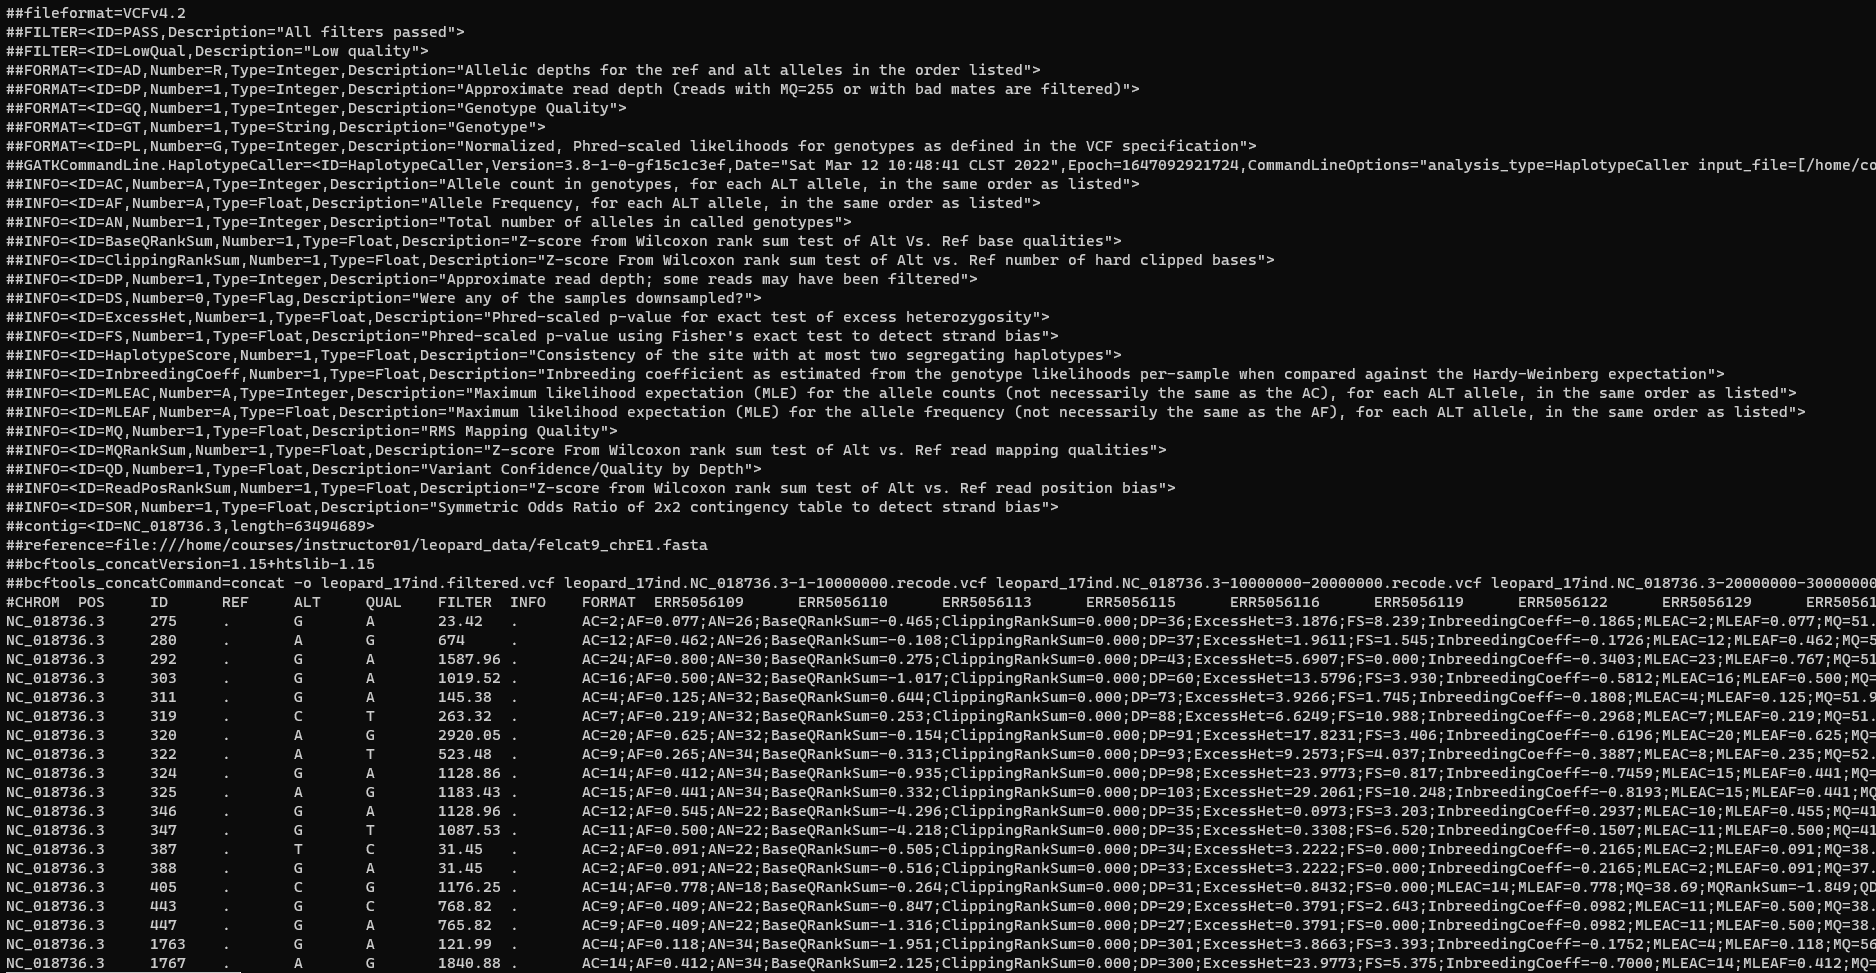 ##fileformat=VCFv4.2
##FILTER=<ID=PASS,Description="All filters passed">
##FILTER=<ID=LowQual,Description="Low quality">
##FORMAT=<ID=AD,Number=R,Type=Integer,Description="Allelic depths for the ref and alt alleles in the order listed">
##FORMAT=<ID=DP,Number=1,Type=Integer,Description="Approximate read depth (reads with MQ=255 or with bad mates are filtered)">
##FORMAT=<ID=GQ,Number=1,Type=Integer,Description="Genotype Quality">
##FORMAT=<ID=GT,Number=1,Type=String,Description="Genotype">
##FORMAT=<ID=PL,Number=G,Type=Integer,Description="Normalized, Phred-scaled likelihoods for genotypes as defined in the VCF specification">
##GATKCommandLine.HaplotypeCaller=<ID=HaplotypeCaller,Version=3.8-1-0-gf15c1c3ef,Date="Sat Mar 12 10:48:41 CLST 2022",Epoch=1647092921724,CommandLineOptions="analysis_type=HaplotypeCaller input_file=[/home/co
##INFO=<ID=AC,Number=A,Type=Integer,Description="Allele count in genotypes, for each ALT allele, in the same order as listed">
##INFO=<ID=AF,Number=A,Type=Float,Description="Allele Frequency, for each ALT allele, in the same order as listed">
##INFO=<ID=AN,Number=1,Type=Integer,Description="Total number of alleles in called genotypes">
##INFO=<ID=BaseQRankSum,Number=1,Type=Float,Description="Z-score from Wilcoxon rank sum test of Alt Vs. Ref base qualities">
##INFO=<ID=ClippingRankSum,Number=1,Type=Float,Description="Z-score From Wilcoxon rank sum test of Alt vs. Ref number of hard clipped bases">
##INFO=<ID=DP,Number=1,Type=Integer,Description="Approximate read depth; some reads may have been filtered">
##INFO=<ID=DS,Number=0,Type=Flag,Description="Were any of the samples downsampled?">
##INFO=<ID=ExcessHet,Number=1,Type=Float,Description="Phred-scaled p-value for exact test of excess heterozygosity">
##INFO=<ID=FS,Number=1,Type=Float,Description="Phred-scaled p-value using Fisher's exact test to detect strand bias">
##INFO=<ID=HaplotypeScore,Number=1,Type=Float,Description="Consistency of the site with at most two segregating haplotypes">
##INFO=<ID=InbreedingCoeff,Number=1,Type=Float,Description="Inbreeding coefficient as estimated from the genotype likelihoods per-sample when compared against the Hardy-Weinberg expectation">
##INFO=<ID=MLEAC,Number=A,Type=Integer,Description="Maximum likelihood expectation (MLE) for the allele counts (not necessarily the same as the AC), for each ALT allele, in the same order as listed">
##INFO=<ID=MLEAF,Number=A,Type=Float,Description="Maximum likelihood expectation (MLE) for the allele frequency (not necessarily the same as the AF), for each ALT allele, in the same order as listed">
##INFO=<ID=MQ,Number=1,Type=Float,Description="RMS Mapping Quality">
##INFO=<ID=MQRankSum,Number=1,Type=Float,Description="Z-score From Wilcoxon rank sum test of Alt vs. Ref read mapping qualities">
##INFO=<ID=QD,Number=1,Type=Float,Description="Variant Confidence/Quality by Depth">
##INFO=<ID=ReadPosRankSum,Number=1,Type=Float,Description="Z-score from Wilcoxon rank sum test of Alt vs. Ref read position bias">
##INFO=<ID=SOR,Number=1,Type=Float,Description="Symmetric Odds Ratio of 2x2 contingency table to detect strand bias">
##contig=<ID=NC_018736.3,length=63494689>
##reference=file:///home/courses/instructor01/leopard_data/felcat9_chrE1.fasta
##bcftools_concatVersion=1.15+htslib-1.15
##bcftools_concatCommand=concat -o leopard_17ind.filtered.vcf leopard_17ind.NC_018736.3-1-10000000.recode.vcf leopard_17ind.NC_018736.3-10000000-20000000.recode.vcf leopard_17ind.NC_018736.3-20000000-30000000
#CHROM POS ID REF ALT QUAL FILTER INFO FORMAT ERR5056109 ERR5056110 ERR5056113 ERR5056115 ERR5056116 ERR5056119 ERR5056122 ERR5056129 ERR50561
NC_018736.3 275 . G A 23.42 . AC=2;AF=0.077;AN=26;BaseQRankSum=-0.465;ClippingRankSum=0.000;DP=36;ExcessHet=3.1876;FS=8.239;InbreedingCoeff=-0.1865;MLEAC=2;MLEAF=0.077;MQ=51.
NC_018736.3 280 . A G 674 . AC=12;AF=0.462;AN=26;BaseQRankSum=-0.108;ClippingRankSum=0.000;DP=37;ExcessHet=1.9611;FS=1.545;InbreedingCoeff=-0.1726;MLEAC=12;MLEAF=0.462;MQ=5
NC_018736.3 292 . G A 1587.96 . AC=24;AF=0.800;AN=30;BaseQRankSum=0.275;ClippingRankSum=0.000;DP=43;ExcessHet=5.6907;FS=0.000;InbreedingCoeff=-0.3403;MLEAC=23;MLEAF=0.767;MQ=51
NC_018736.3 303 . G A 1019.52 . AC=16;AF=0.500;AN=32;BaseQRankSum=-1.017;ClippingRankSum=0.000;DP=60;ExcessHet=13.5796;FS=3.930;InbreedingCoeff=-0.5812;MLEAC=16;MLEAF=0.500;MQ=
NC_018736.3 311 . G A 145.38 . AC=4;AF=0.125;AN=32;BaseQRankSum=0.644;ClippingRankSum=0.000;DP=73;ExcessHet=3.9266;FS=1.745;InbreedingCoeff=-0.1808;MLEAC=4;MLEAF=0.125;MQ=51.9
NC_018736.3 319 . C T 263.32 . AC=7;AF=0.219;AN=32;BaseQRankSum=0.253;ClippingRankSum=0.000;DP=88;ExcessHet=6.6249;FS=10.988;InbreedingCoeff=-0.2968;MLEAC=7;MLEAF=0.219;MQ=51.
NC_018736.3 320 . A G 2920.05 . AC=20;AF=0.625;AN=32;BaseQRankSum=-0.154;ClippingRankSum=0.000;DP=91;ExcessHet=17.8231;FS=3.406;InbreedingCoeff=-0.6196;MLEAC=20;MLEAF=0.625;MQ=
NC_018736.3 322 . A T 523.48 . AC=9;AF=0.265;AN=34;BaseQRankSum=-0.313;ClippingRankSum=0.000;DP=93;ExcessHet=9.2573;FS=4.037;InbreedingCoeff=-0.3887;MLEAC=8;MLEAF=0.235;MQ=52.
NC_018736.3 324 . G A 1128.86 . AC=14;AF=0.412;AN=34;BaseQRankSum=-0.935;ClippingRankSum=0.000;DP=98;ExcessHet=23.9773;FS=0.817;InbreedingCoeff=-0.7459;MLEAC=15;MLEAF=0.441;MQ=
NC_018736.3 325 . A G 1183.43 . AC=15;AF=0.441;AN=34;BaseQRankSum=0.332;ClippingRankSum=0.000;DP=103;ExcessHet=29.2061;FS=10.248;InbreedingCoeff=-0.8193;MLEAC=15;MLEAF=0.441;MQ
NC_018736.3 346 . G A 1128.96 . AC=12;AF=0.545;AN=22;BaseQRankSum=-4.296;ClippingRankSum=0.000;DP=35;ExcessHet=0.0973;FS=3.203;InbreedingCoeff=0.2937;MLEAC=10;MLEAF=0.455;MQ=41
NC_018736.3 347 . G T 1087.53 . AC=11;AF=0.500;AN=22;BaseQRankSum=-4.218;ClippingRankSum=0.000;DP=35;ExcessHet=0.3308;FS=6.520;InbreedingCoeff=0.1507;MLEAC=11;MLEAF=0.500;MQ=41
NC_018736.3 387 . T C 31.45 . AC=2;AF=0.091;AN=22;BaseQRankSum=-0.505;ClippingRankSum=0.000;DP=34;ExcessHet=3.2222;FS=0.000;InbreedingCoeff=-0.2165;MLEAC=2;MLEAF=0.091;MQ=38.
NC_018736.3 388 . G A 31.45 . AC=2;AF=0.091;AN=22;BaseQRankSum=-0.516;ClippingRankSum=0.000;DP=33;ExcessHet=3.2222;FS=0.000;InbreedingCoeff=-0.2165;MLEAC=2;MLEAF=0.091;MQ=37.
NC_018736.3 405 . C G 1176.25 . AC=14;AF=0.778;AN=18;BaseQRankSum=-0.264;ClippingRankSum=0.000;DP=31;ExcessHet=0.8432;FS=0.000;MLEAC=14;MLEAF=0.778;MQ=38.69;MQRankSum=-1.849;QD
NC_018736.3 443 . G C 768.82 . AC=9;AF=0.409;AN=22;BaseQRankSum=-0.847;ClippingRankSum=0.000;DP=29;ExcessHet=0.3791;FS=2.643;InbreedingCoeff=0.0982;MLEAC=11;MLEAF=0.500;MQ=38.
NC_018736.3 447 . G A 765.82 . AC=9;AF=0.409;AN=22;BaseQRankSum=-1.316;ClippingRankSum=0.000;DP=27;ExcessHet=0.3791;FS=0.000;InbreedingCoeff=0.0982;MLEAC=11;MLEAF=0.500;MQ=38.
NC_018736.3 1763 . G A 121.99 . AC=4;AF=0.118;AN=34;BaseQRankSum=-1.951;ClippingRankSum=0.000;DP=301;ExcessHet=3.8663;FS=3.393;InbreedingCoeff=-0.1752;MLEAC=4;MLEAF=0.118;MQ=56
NC_018736.3 1767 . A G 1840.88 . AC=14;AF=0.412;AN=34;BaseQRankSum=2.125;ClippingRankSum=0.000;DP=300;ExcessHet=23.9773;FS=5.375;InbreedingCoeff=-0.7000;MLEAC=14;MLEAF=0.412;MQ=